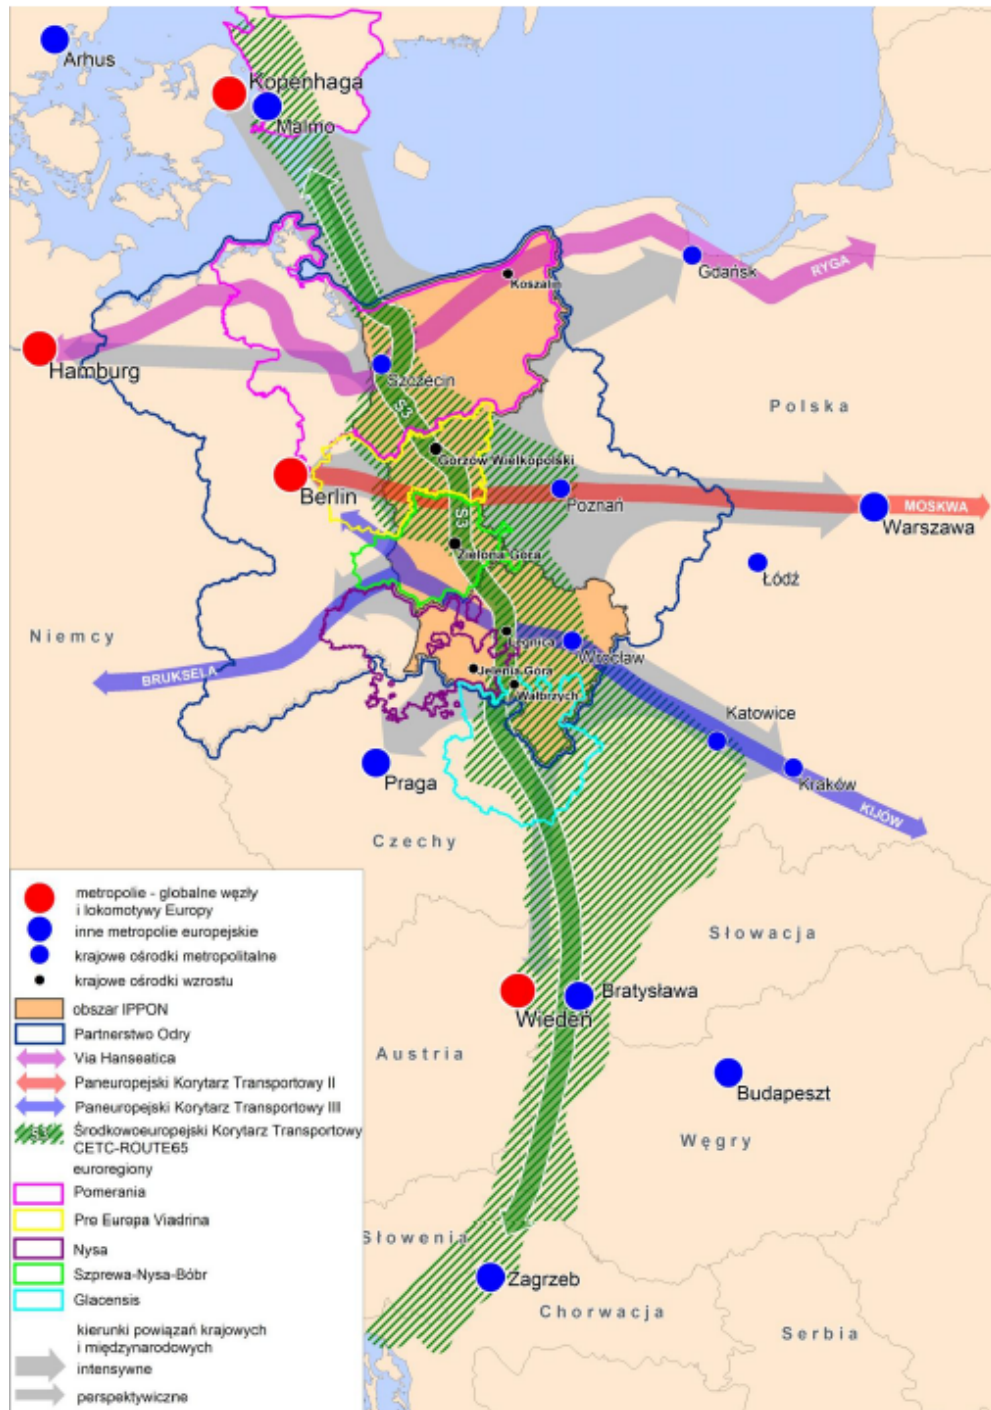 Arhus
Kopenhaga
Malmo
Gdańsk
RYGA
Koszalin
Hamburg
Szczecin
Polska
S3
Gorzów Wielkopolski
Berlin
Poznań
MOSKWA
Warszawa
S3
Zielona Góra
Łódź
Niemcy
Legnica
Wrocław
BRUKSELA
Jelenia Góra
Wałbrzych
Katowice
Praga
Kraków
KIJÓW
Czechy
Słowacja
Bratysława
Wiedeń
Austria
Budapeszt
Węgry
Słowenia
Zagrzeb
Chorwacja
Serbia
metropolie - globalne węzły
i lokomotywy Europy
inne metropolie europejskie
krajowe ośrodki metropolitalne
krajowe ośrodki wzrostu
obszar IPPON
Partnerstwo Odry
Via Hanseatica
Paneuropejski Korytarz Transportowy II
Paneuropejski Korytarz Transportowy III
S3
Środkowoeuropejski Korytarz Transportowy
CETC-ROUTE65
euroregiony
Pomerania
Pro Europa Viadrina
Nysa
Szprewa-Nysa-Bóbr
Glacensis
kierunki powiązań krajowych
i międzynarodowych
intensywne
perspektywiczne